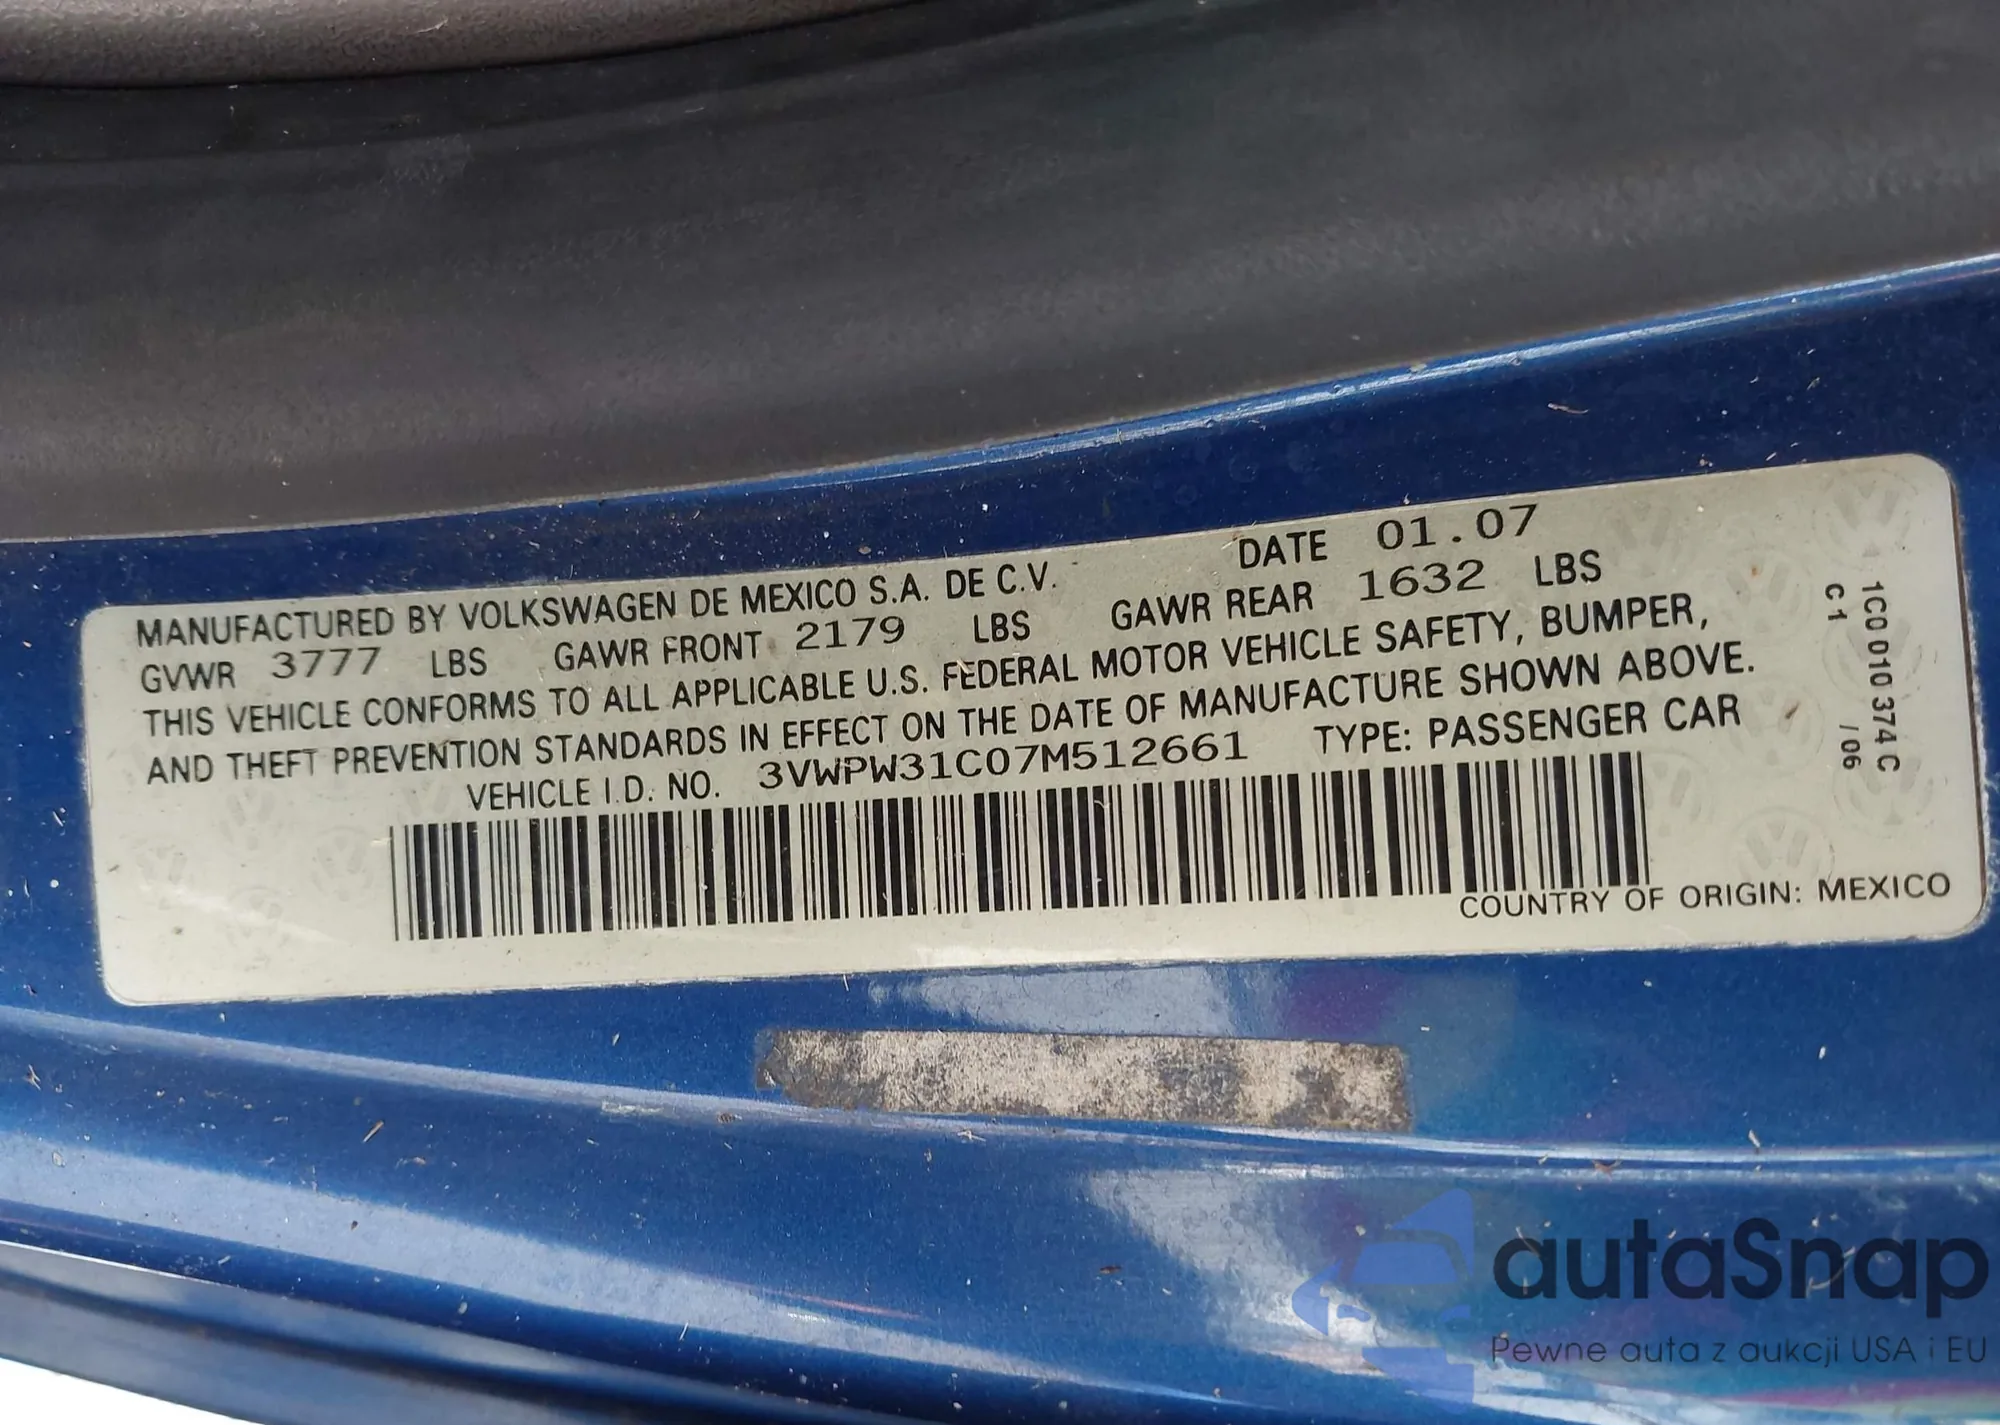 MANUFACTURED BY VOLKSWAGEN DE MEXICO S.A. DE C.V. DATE 01.07
GVWR 3777 LBS GAWR FRONT 2179 LBS GAWR REAR 1632 LBS
THIS VEHICLE CONFORMS TO ALL APPLICABLE U.S. FEDERAL MOTOR VEHICLE SAFETY, BUMPER,
AND THEFT PREVENTION STANDARDS IN EFFECT ON THE DATE OF MANUFACTURE SHOWN ABOVE.
VEHICLE I.D. NO. 3VWPW31C07M512661 TYPE: PASSENGER CAR
COUNTRY OF ORIGIN: MEXICO
1C0 010 374 C
C 1 / 06
autaSnap
Pewne auta z aukcji USA i EU